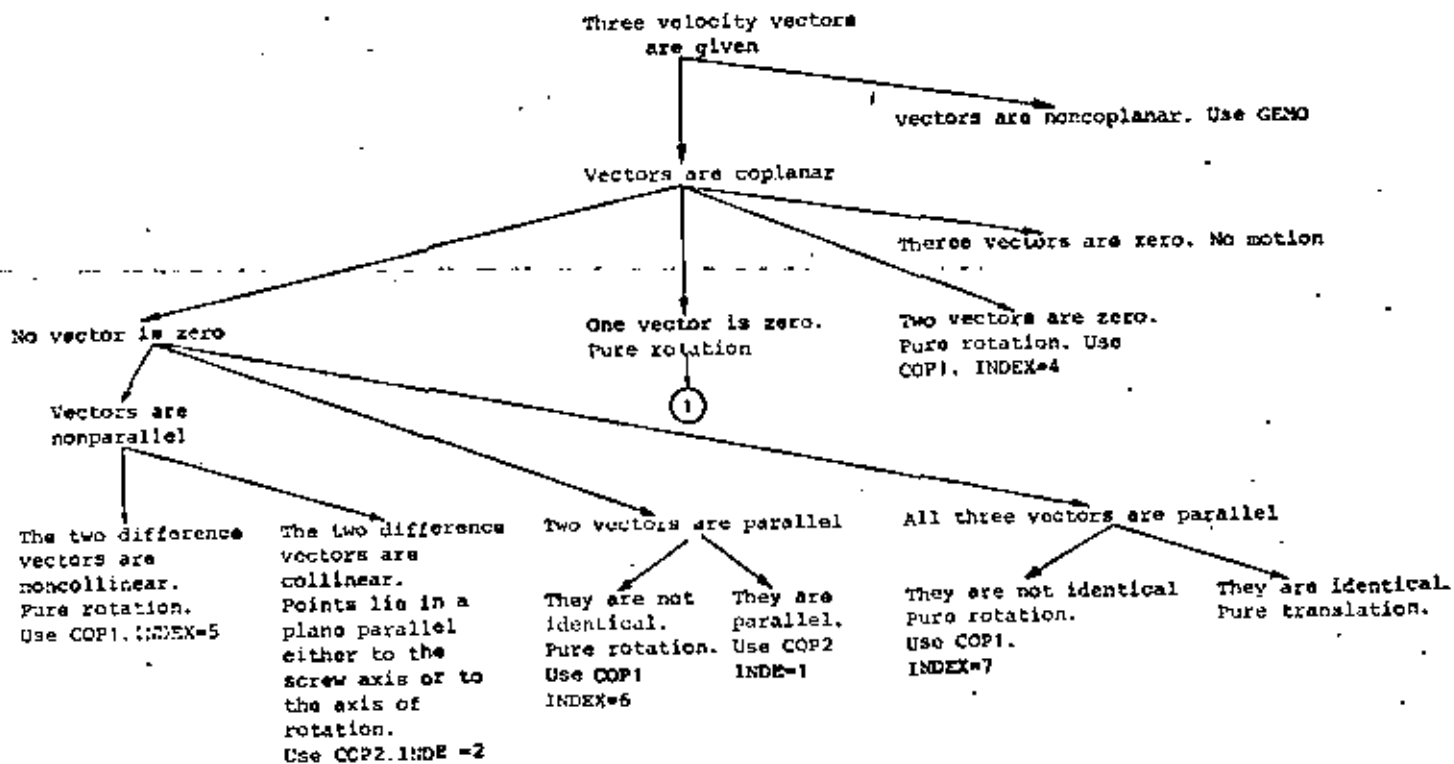 Three velocity vectors
are given
vectors are noncoplanar. Use GEMO
Vectors are coplanar
Theree vectors are zero. No motion
No vector is zero
One vector is zero.
Pure rotation
Two vectors are zero.
Pure rotation. Use
COP1. INDEX=4
1
Vectors are
nonparallel
The two difference
vectors are
noncollinear.
Pure rotation.
Use COP1.INDEX=5
The two difference
vectors are
collinear.
Points lie in a
plane parallel
either to the
screw axis or to
the axis of
rotation.
Use COP2.INDE =2
Two vectors are parallel
They are not
identical.
Pure rotation.
Use COP1
INDEX=6
They are
parallel.
Use COP2
INDE=1
All three vectors are parallel
They are not identical
Pure rotation.
Use COP1.
INDEX=7
They are identical.
Pure translation.